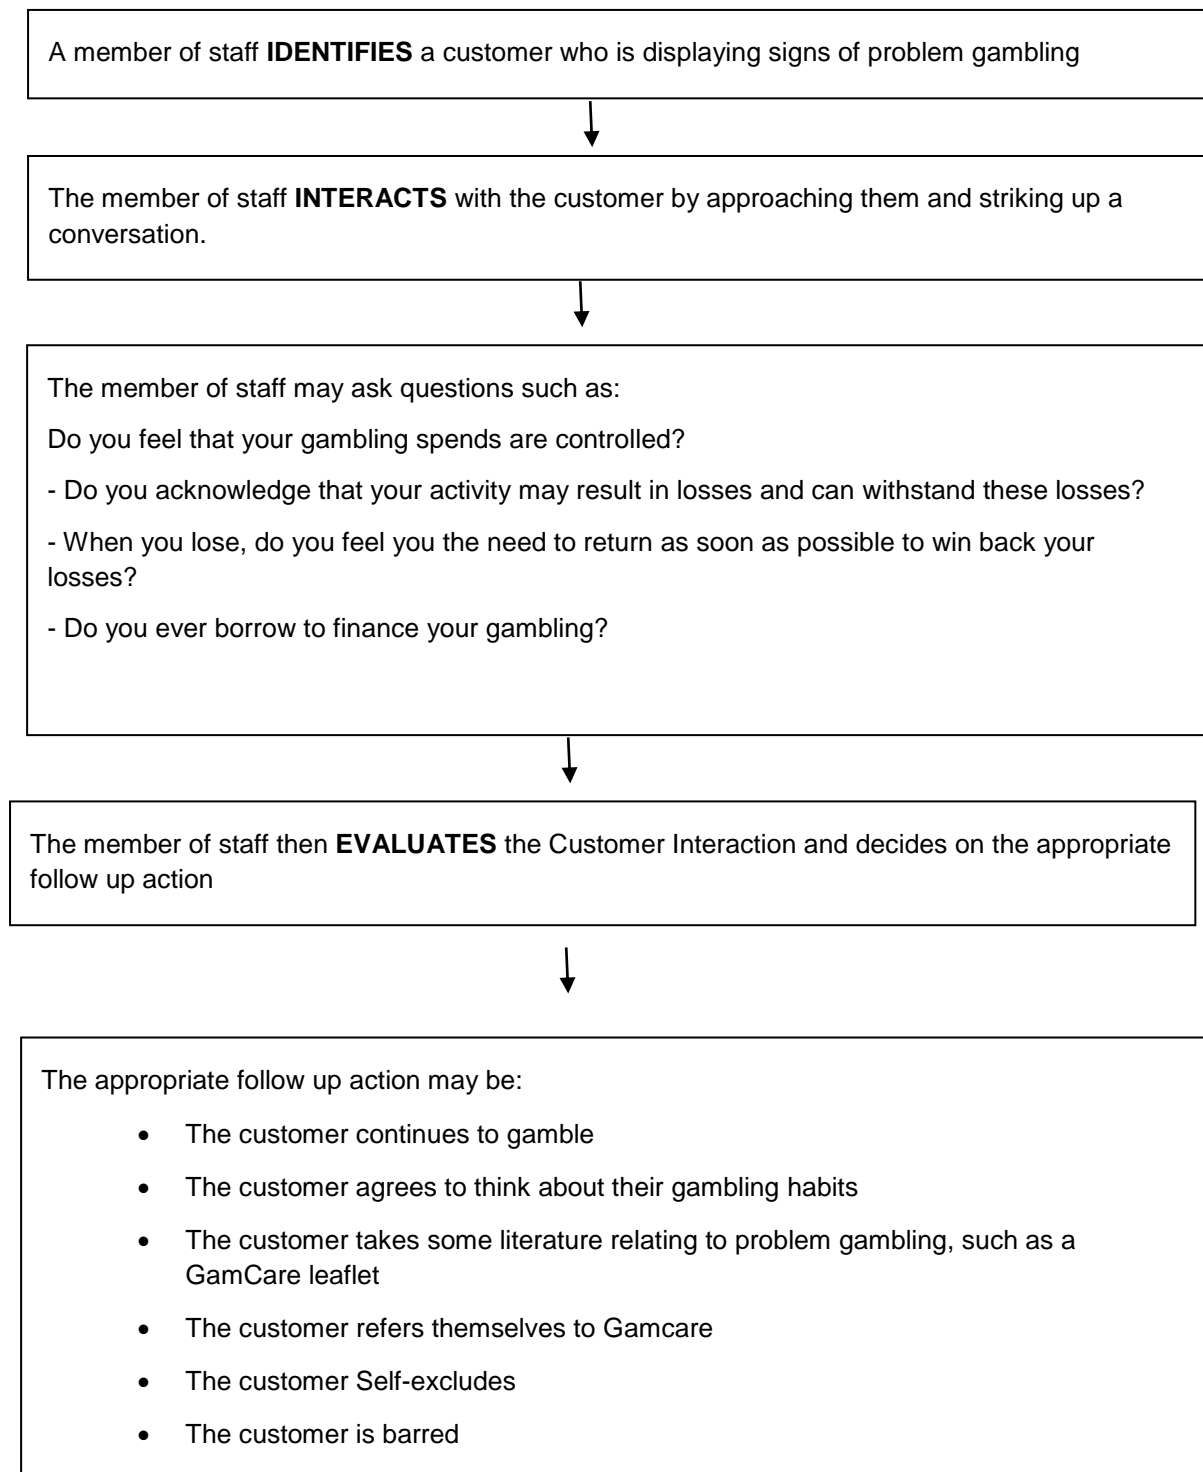 A member of staff IDENTIFIES a customer who is displaying signs of problem gambling
The member of staff INTERACTS with the customer by approaching them and striking up a
conversation.
The member of staff may ask questions such as:
Do you feel that your gambling spends are controlled?
- Do you acknowledge that your activity may result in losses and can withstand these losses?
- When you lose, do you feel you the need to return as soon as possible to win back your
losses?
- Do you ever borrow to finance your gambling?
The member of staff then EVALUATES the Customer Interaction and decides on the appropriate
follow up action
The appropriate follow up action may be:
• The customer continues to gamble
• The customer agrees to think about their gambling habits
• The customer takes some literature relating to problem gambling, such as a
GamCare leaflet
• The customer refers themselves to Gamcare
• The customer Self-excludes
• The customer is barred